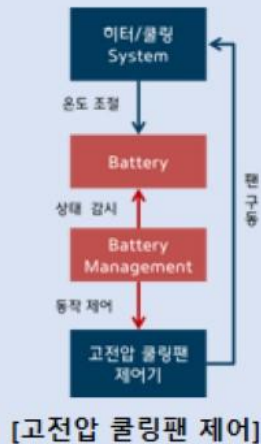 히터/쿨링
System
온도 조절
Battery
상태 감시
Battery
Management
동작 제어
고전압 쿨링팬
제어기
팬 구동
[고전압 쿨링팬 제어]